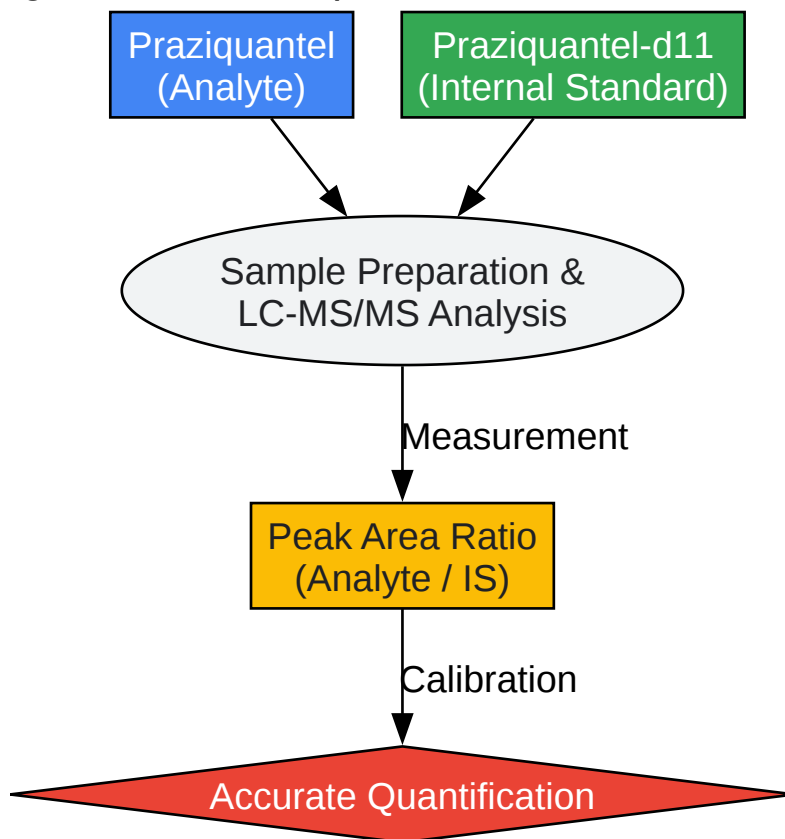 Praziquantel
(Analyte)
Praziquantel-d11
(Internal Standard)
Sample Preparation &
LC-MS/MS Analysis
Measurement
Peak Area Ratio
(Analyte / IS)
Calibration
Accurate Quantification